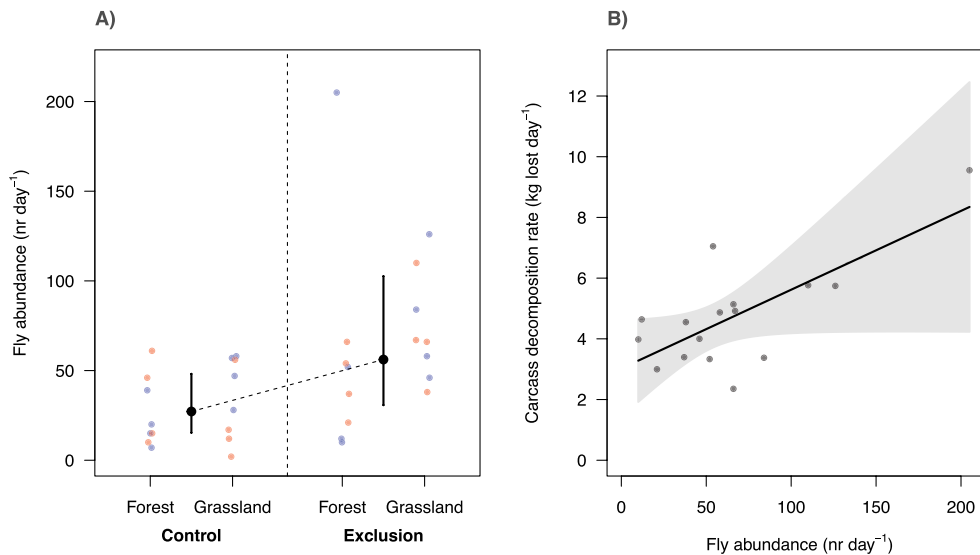 A)
Fly abundance (nr day⁻¹)
200
150
100
50
0
Forest Grassland Forest Grassland
Control Exclusion
B)
Carcass decomposition rate (kg lost day⁻¹)
12
10
8
6
4
2
0
0 50 100 150 200
Fly abundance (nr day⁻¹)